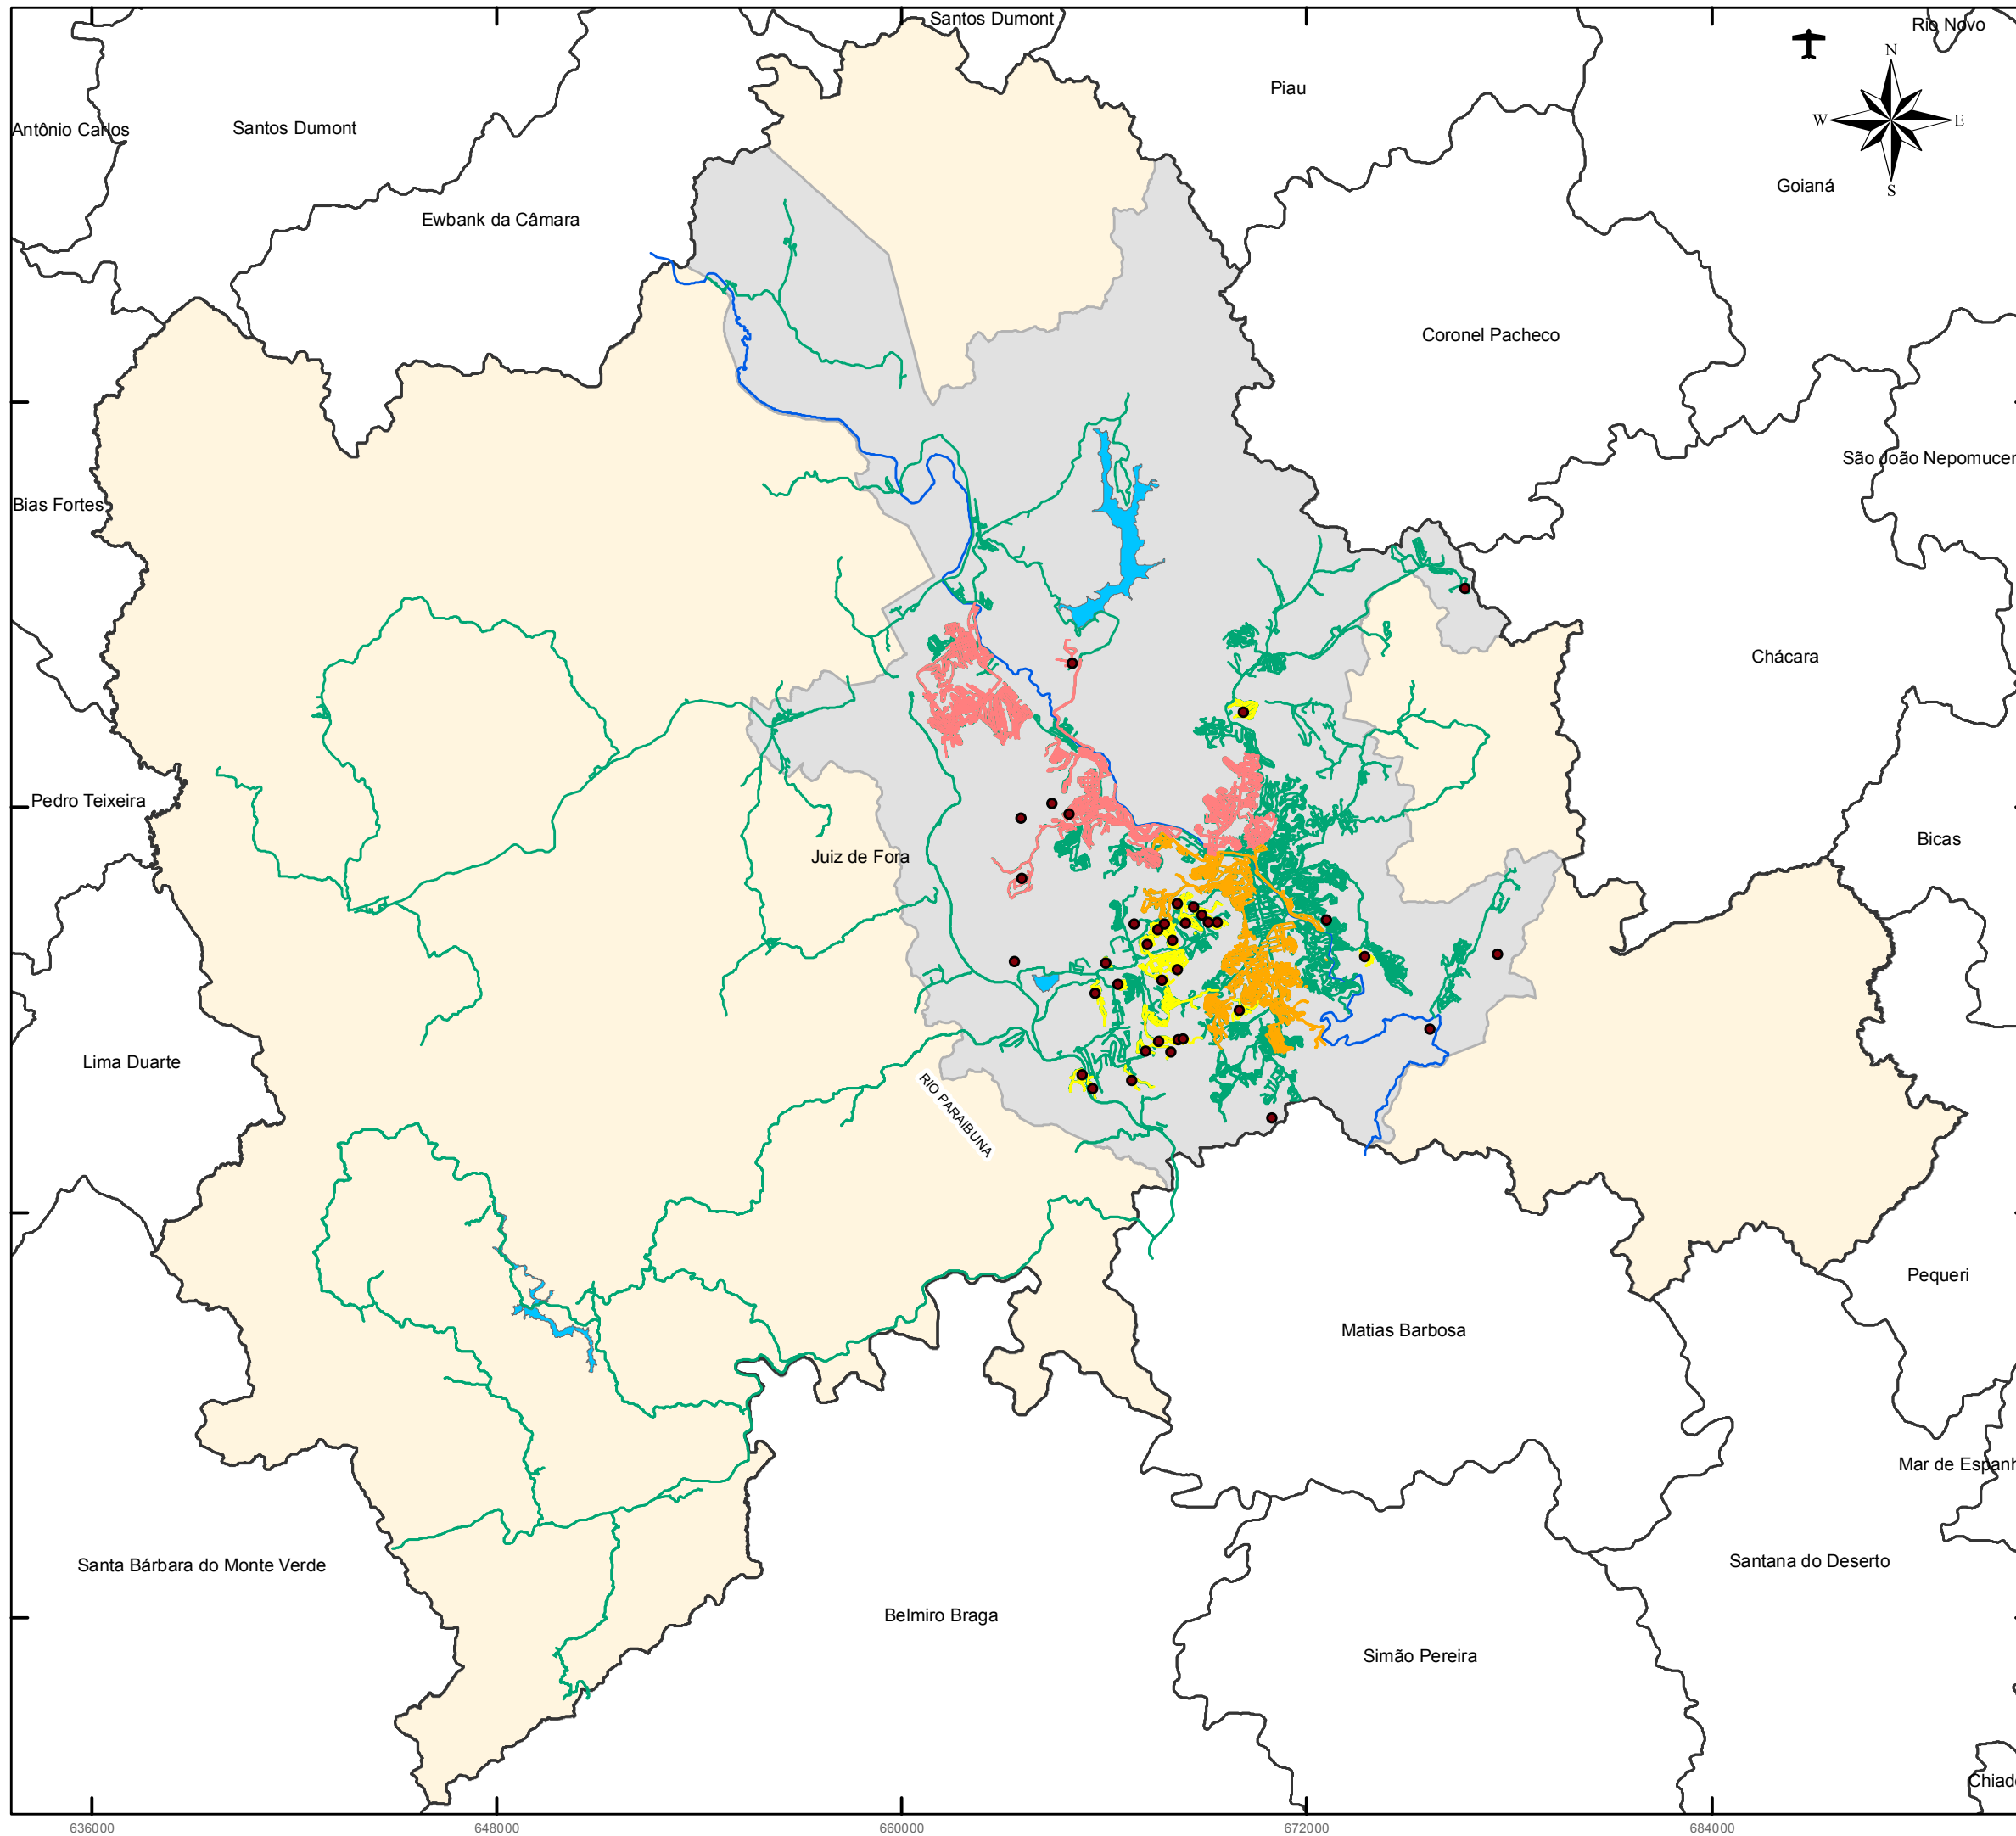 Santos Dumont
Rio Novo
N
Piau
W
E
Antônio Carlos
Santos Dumont
Goianá
S
Ewbank da Câmara
Coronel Pacheco
São João Nepomucen
Bias Fortes
Chácara
Pedro Teixeira
Bicas
Juiz de Fora
Lima Duarte
RIO PARAIBUNA
Pequeri
Matias Barbosa
Mar de Espanh
Santa Bárbara do Monte Verde
Santana do Deserto
Belmiro Braga
Simão Pereira
Chiad
636000
648000
660000
672000
684000